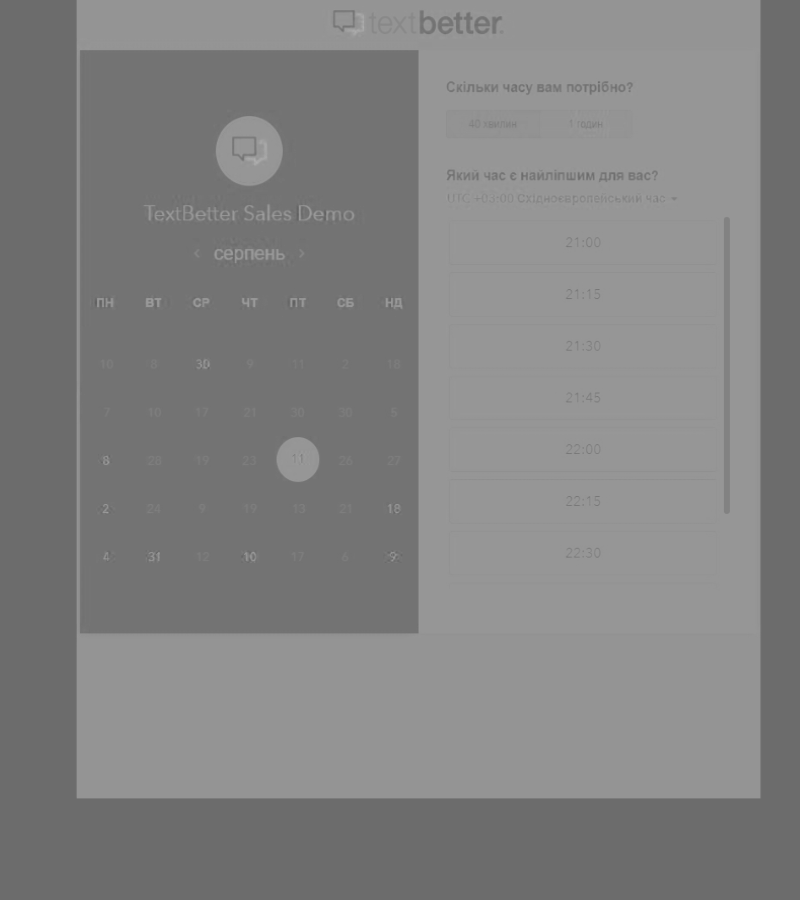 textbetter
TextBetter Sales Demo
‹ серпень ›
ПН ВТ СР ЧТ ПТ СБ НД
10 8 30 9 11 2 18
7 10 17 21 30 30 5
6 28 19 23 11 26 27
2 24 9 19 13 21 18
4 31 12 10 17 6 9
Скільки часу вам потрібно?
40 хвилин 1 годин
Який час є найліпшим для вас?
UTC +03:00 Східноєвропейський час
21:00
21:15
21:30
21:45
22:00
22:15
22:30